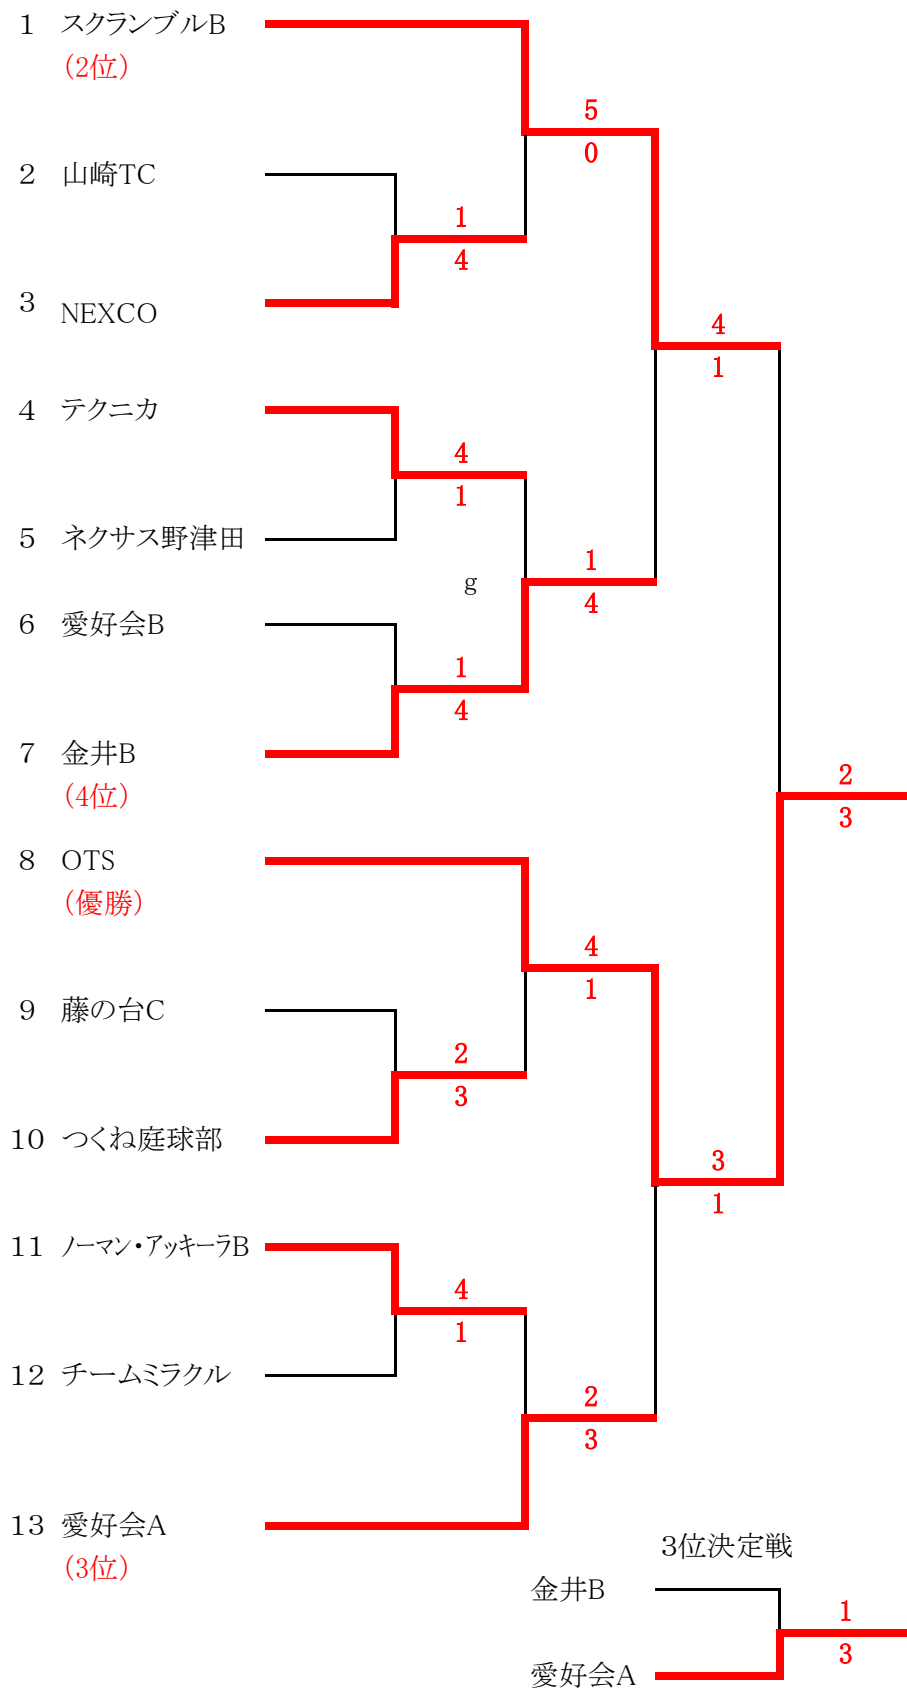 1 スクランブルB
(2位)
5
0
2 山崎TC
1
4
3 NEXCO
4
1
4 テクニカ
4
1
5 ネクサス野津田
1
g
4
6 愛好会B
1
4
7 金井B
(4位)
2
3
8 OTS
(優勝)
4
1
9 藤の台C
2
3
10 つくね庭球部
3
1
11 ノーマン・アッキーラB
4
1
12 チームミラクル
2
3
13 愛好会A
(3位)
3位決定戦
金井B
1
3
愛好会A